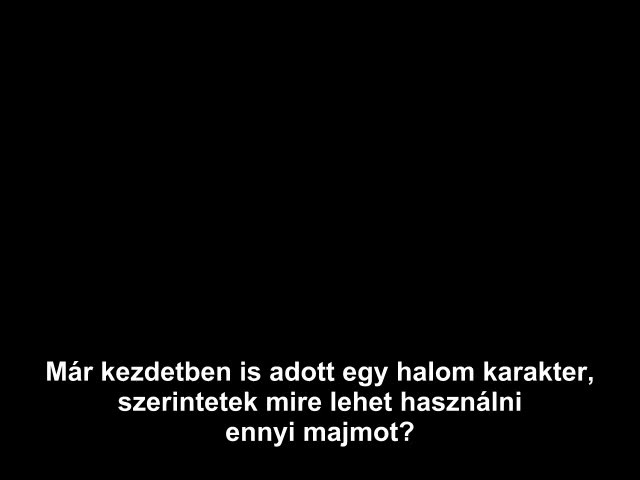 Már kezdetben is adott egy halom karakter,
szerintetek mire lehet használni
ennyi majmot?